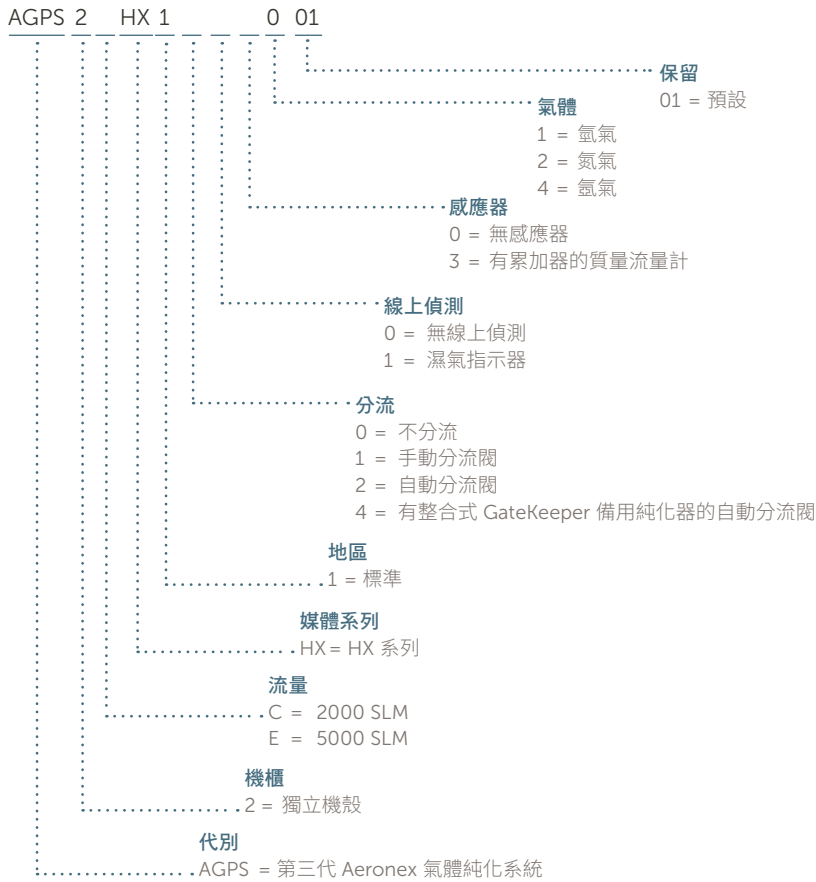 AGPS 2 HX 1 0 01
保留
01 = 預設
氣體
1 = 氬氣
2 = 氮氣
4 = 氫氣
感應器
0 = 無感應器
3 = 有累加器的質量流量計
線上偵測
0 = 無線上偵測
1 = 濕氣指示器
分流
0 = 不分流
1 = 手動分流閥
2 = 自動分流閥
4 = 有整合式 GateKeeper 備用純化器的自動分流閥
地區
1 = 標準
媒體系列
HX = HX 系列
流量
C = 2000 SLM
E = 5000 SLM
機櫃
2 = 獨立機殼
代別
AGPS = 第三代 Aeronex 氣體純化系統